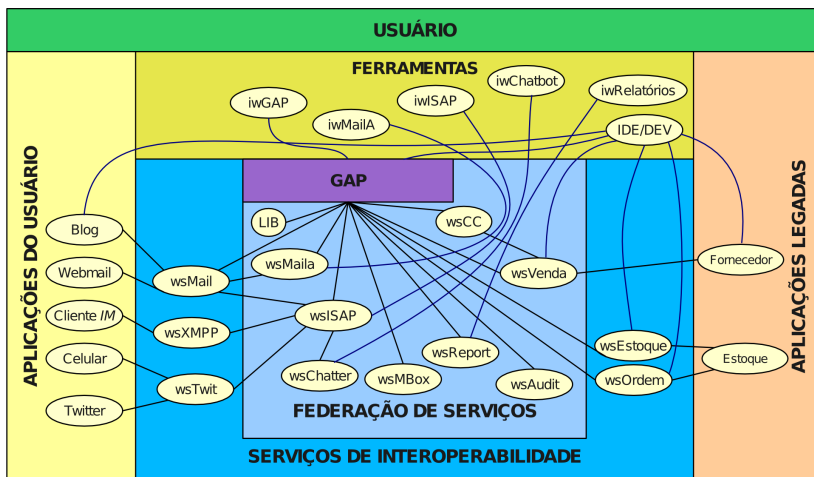 USUÁRIO
FERRAMENTAS
iwGAP
iwMailA
iwISAP
iwChatbot
iwRelatórios
IDE/DEV
APLICAÇÕES DO USUÁRIO
Blog
Webmail
Cliente IM
Celular
Twitter
GAP
LIB
wsCC
wsMaila
wsVenda
wsMail
wsISAP
wsXMPP
wsReport
wsEstoque
wsChatter
wsMBox
wsAudit
wsOrdem
wsTwit
FEDERAÇÃO DE SERVIÇOS
SERVIÇOS DE INTEROPERABILIDADE
Fornecedor
Estoque
APLICAÇÕES LEGADAS